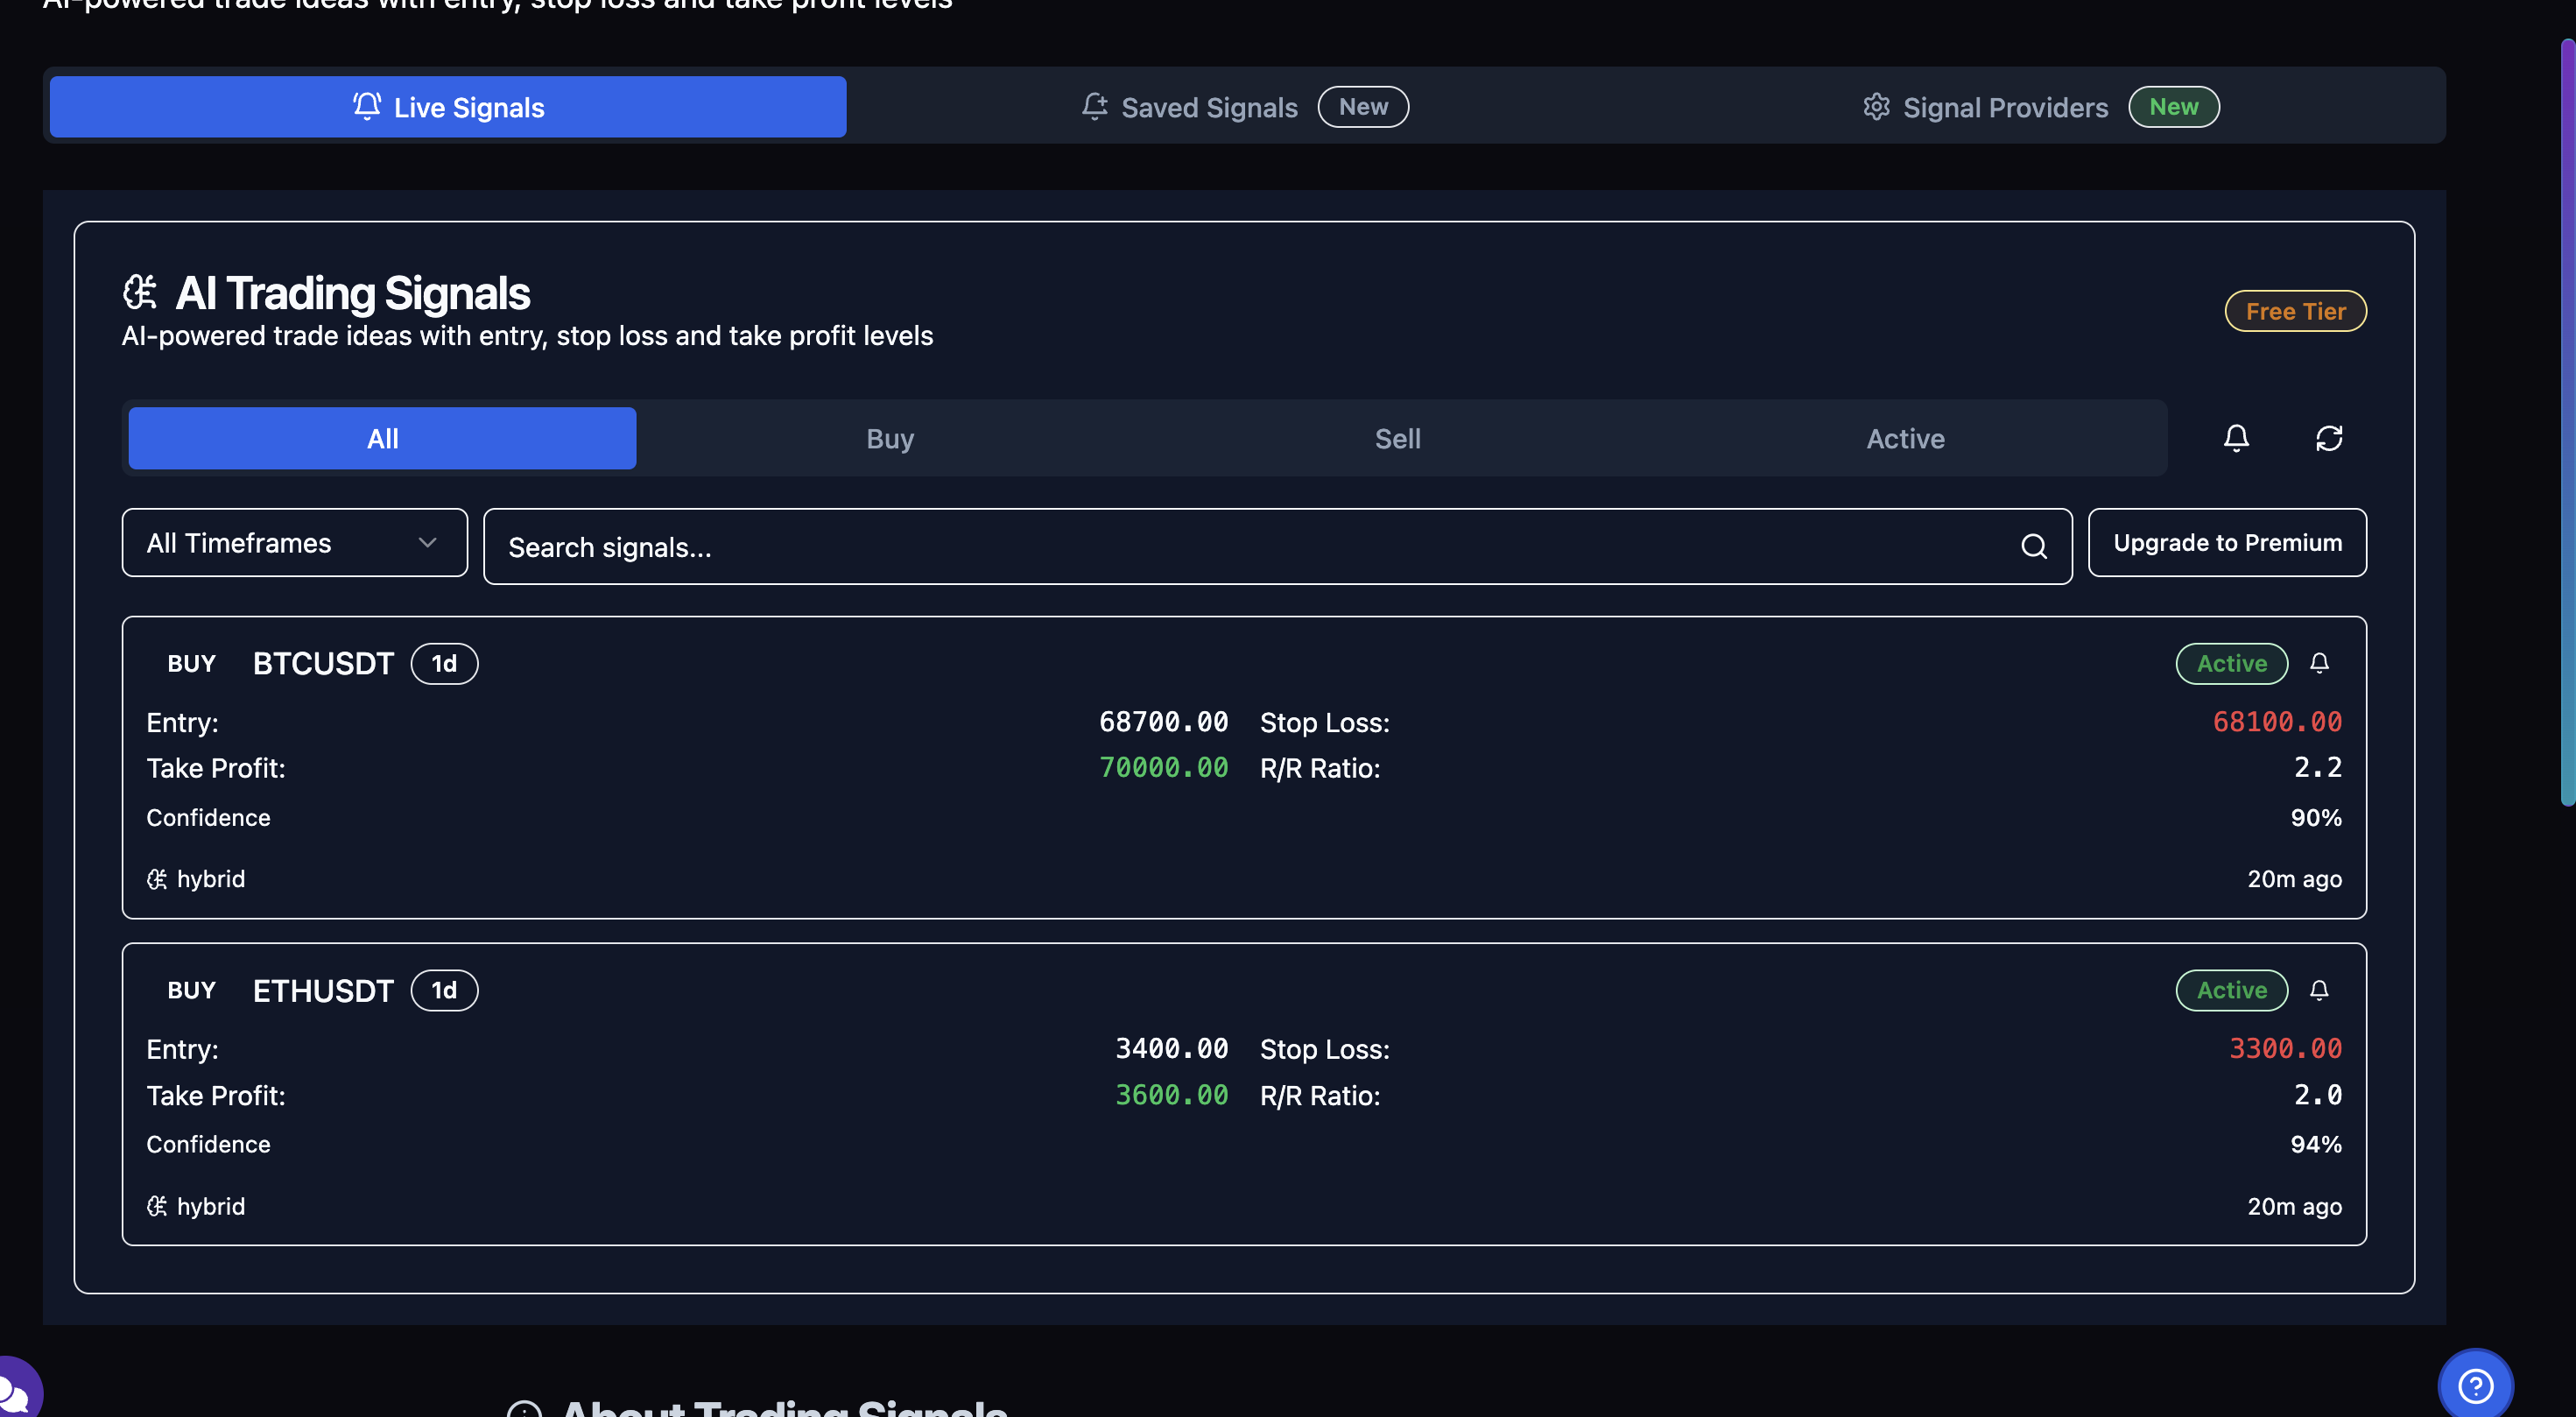 AI-powered trade ideas with entry, stop loss and take profit levels
Live Signals
Saved Signals New
Signal Providers New
AI Trading Signals
AI-powered trade ideas with entry, stop loss and take profit levels
Free Tier
All Buy Sell Active
All Timeframes
Search signals...
Upgrade to Premium
BUY BTCUSDT 1d Active
Entry: 68700.00 Stop Loss: 68100.00
Take Profit: 70000.00 R/R Ratio: 2.2
Confidence 90%
hybrid 20m ago
BUY ETHUSDT 1d Active
Entry: 3400.00 Stop Loss: 3300.00
Take Profit: 3600.00 R/R Ratio: 2.0
Confidence 94%
hybrid 20m ago
About Trading Signals